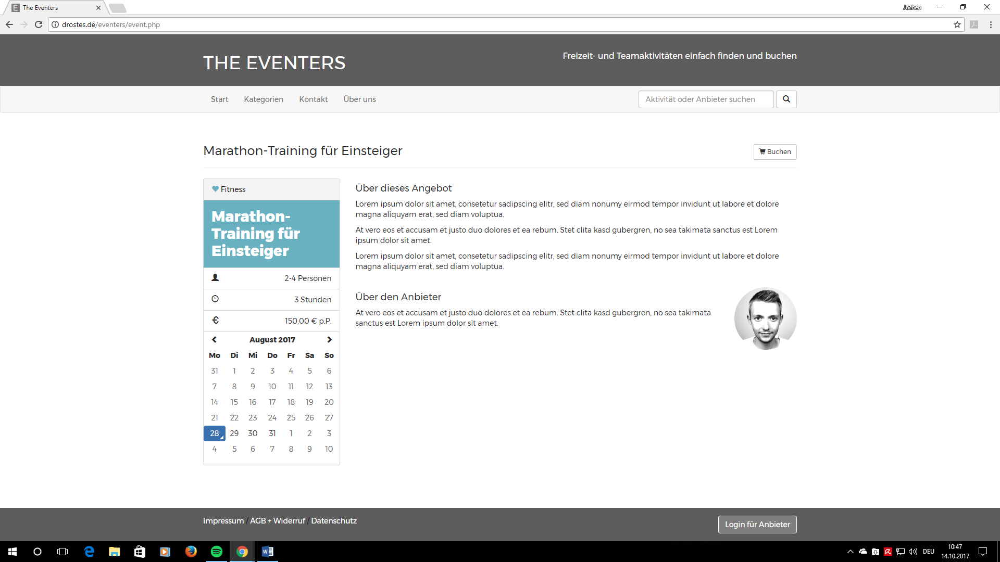 The Eventers
Jochen
drostes.de/eventers/event.php
THE EVENTERS
Freizeit- und Teamaktivitäten einfach finden und buchen
Start Kategorien Kontakt Über uns
Aktivität oder Anbieter suchen
Marathon-Training für Einsteiger
Buchen
Fitness
Marathon-
Training für
Einsteiger
2-4 Personen
3 Stunden
€ 150,00 € p.P.
August 2017
Mo Di Mi Do Fr Sa So
31 1 2 3 4 5 6
7 8 9 10 11 12 13
14 15 16 17 18 19 20
21 22 23 24 25 26 27
28 29 30 31 1 2 3
4 5 6 7 8 9 10
Über dieses Angebot
Lorem ipsum dolor sit amet, consetetur sadipscing elitr, sed diam nonumy eirmod tempor invidunt ut labore et dolore
magna aliquyam erat, sed diam voluptua.
At vero eos et accusam et justo duo dolores et ea rebum. Stet clita kasd gubergren, no sea takimata sanctus est Lorem
ipsum dolor sit amet.
Lorem ipsum dolor sit amet, consetetur sadipscing elitr, sed diam nonumy eirmod tempor invidunt ut labore et dolore
magna aliquyam erat, sed diam voluptua.
Über den Anbieter
At vero eos et accusam et justo duo dolores et ea rebum. Stet clita kasd gubergren, no sea takimata
sanctus est Lorem ipsum dolor sit amet.
Impressum / AGB + Widerruf / Datenschutz
Login für Anbieter
DEU
10:47
14.10.2017